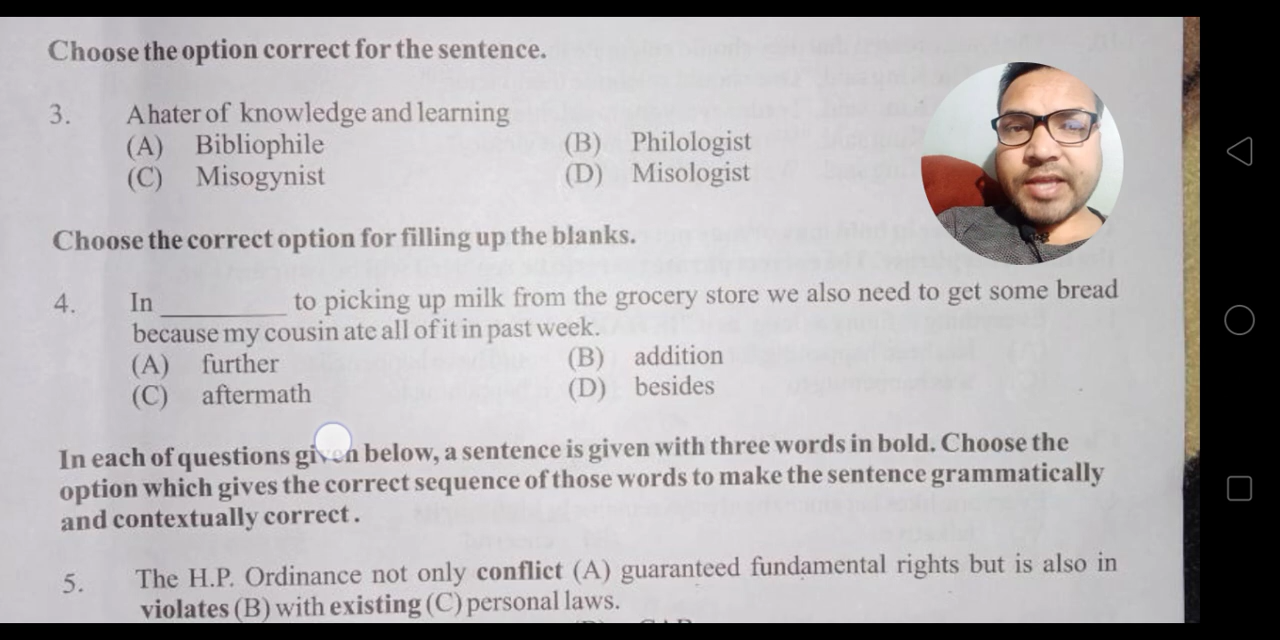 Choose the option correct for the sentence.
3. A hater of knowledge and learning
(A) Bibliophile (B) Philologist
(C) Misogynist (D) Misologist
Choose the correct option for filling up the blanks.
4. In __________ to picking up milk from the grocery store we also need to get some bread
because my cousin ate all of it in past week.
(A) further (B) addition
(C) aftermath (D) besides
In each of questions given below, a sentence is given with three words in bold. Choose the
option which gives the correct sequence of those words to make the sentence grammatically
and contextually correct.
5. The H.P. Ordinance not only conflict (A) guaranteed fundamental rights but is also in
violates (B) with existing (C) personal laws.